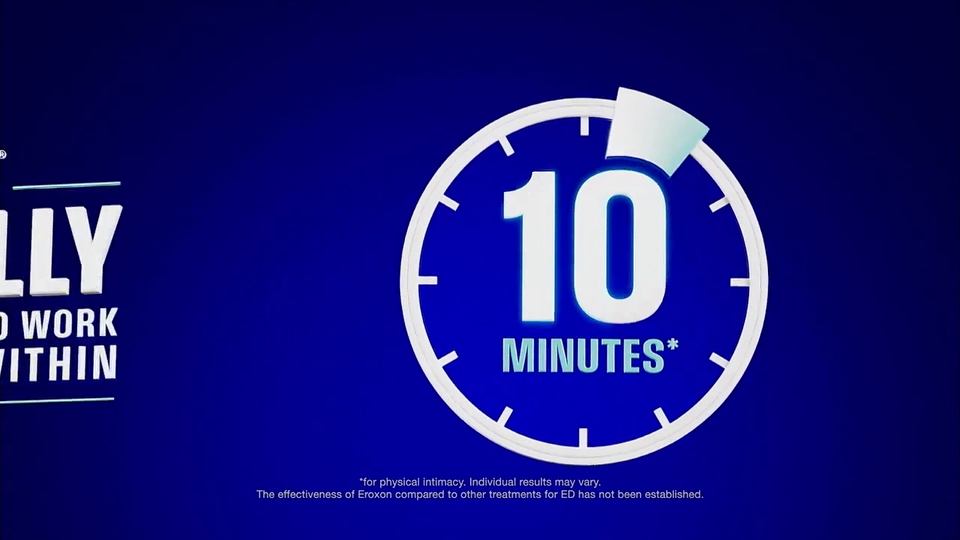 ®
LLY
WORK
WITHIN
10
MINUTES*
*for physical intimacy. Individual results may vary.
The effectiveness of Eroxon compared to other treatments for ED has not been established.